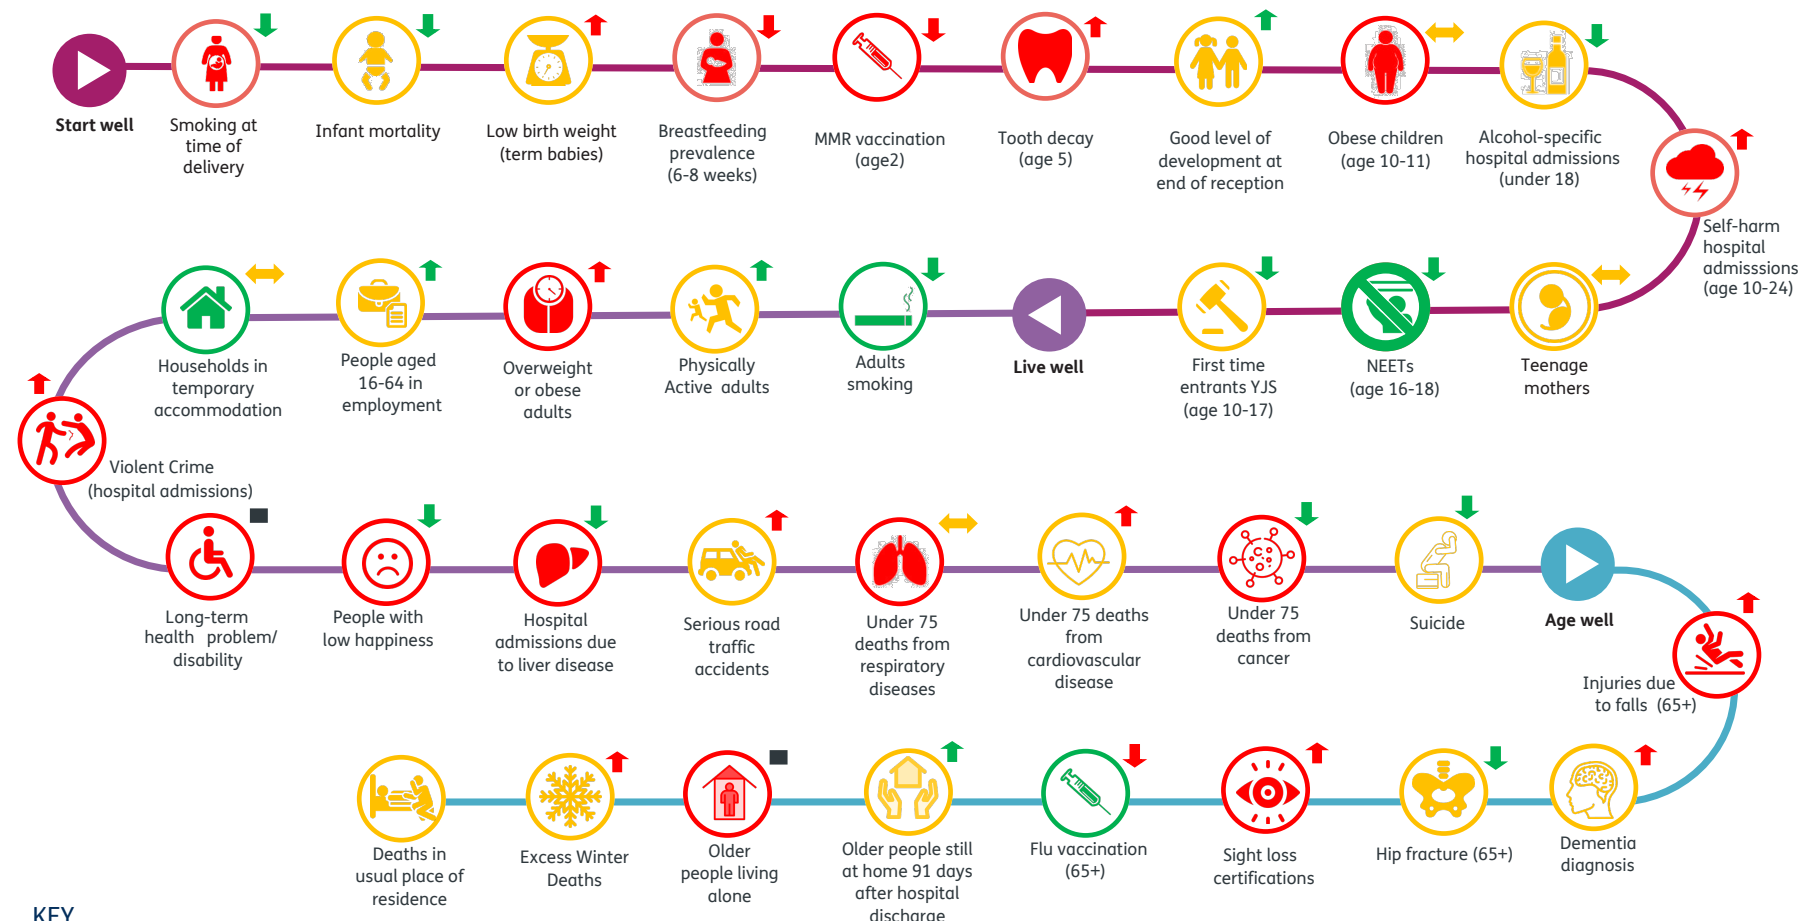 Start well
Smoking at
time of
delivery
Infant mortality
Low birth weight
(term babies)
Breastfeeding
prevalence
(6-8 weeks)
MMR vaccination
(age2)
Tooth decay
(age 5)
Good level of
development at
end of reception
Obese children
(age 10-11)
Alcohol-specific
hospital admissions
(under 18)
Self-harm
hospital
admisssions
(age 10-24)
Households in
temporary
accommodation
People aged
16-64 in
employment
Overweight
or obese
adults
Physically
Active adults
Adults
smoking
Live well
First time
entrants YJS
(age 10-17)
NEETs
(age 16-18)
Teenage
mothers
Violent Crime
(hospital admissions)
Long-term
health problem/
disability
People with
low happiness
Hospital
admissions due
to liver disease
Serious road
traffic
accidents
Under 75
deaths from
respiratory
diseases
Under 75 deaths
from
cardiovascular
disease
Under 75
deaths from
cancer
Suicide
Age well
Injuries due
to falls (65+)
Deaths in
usual place of
residence
Excess Winter
Deaths
Older
people living
alone
Older people still
at home 91 days
after hospital
discharge
Flu vaccination
(65+)
Sight loss
certifications
Hip fracture (65+)
Dementia
diagnosis
KEY